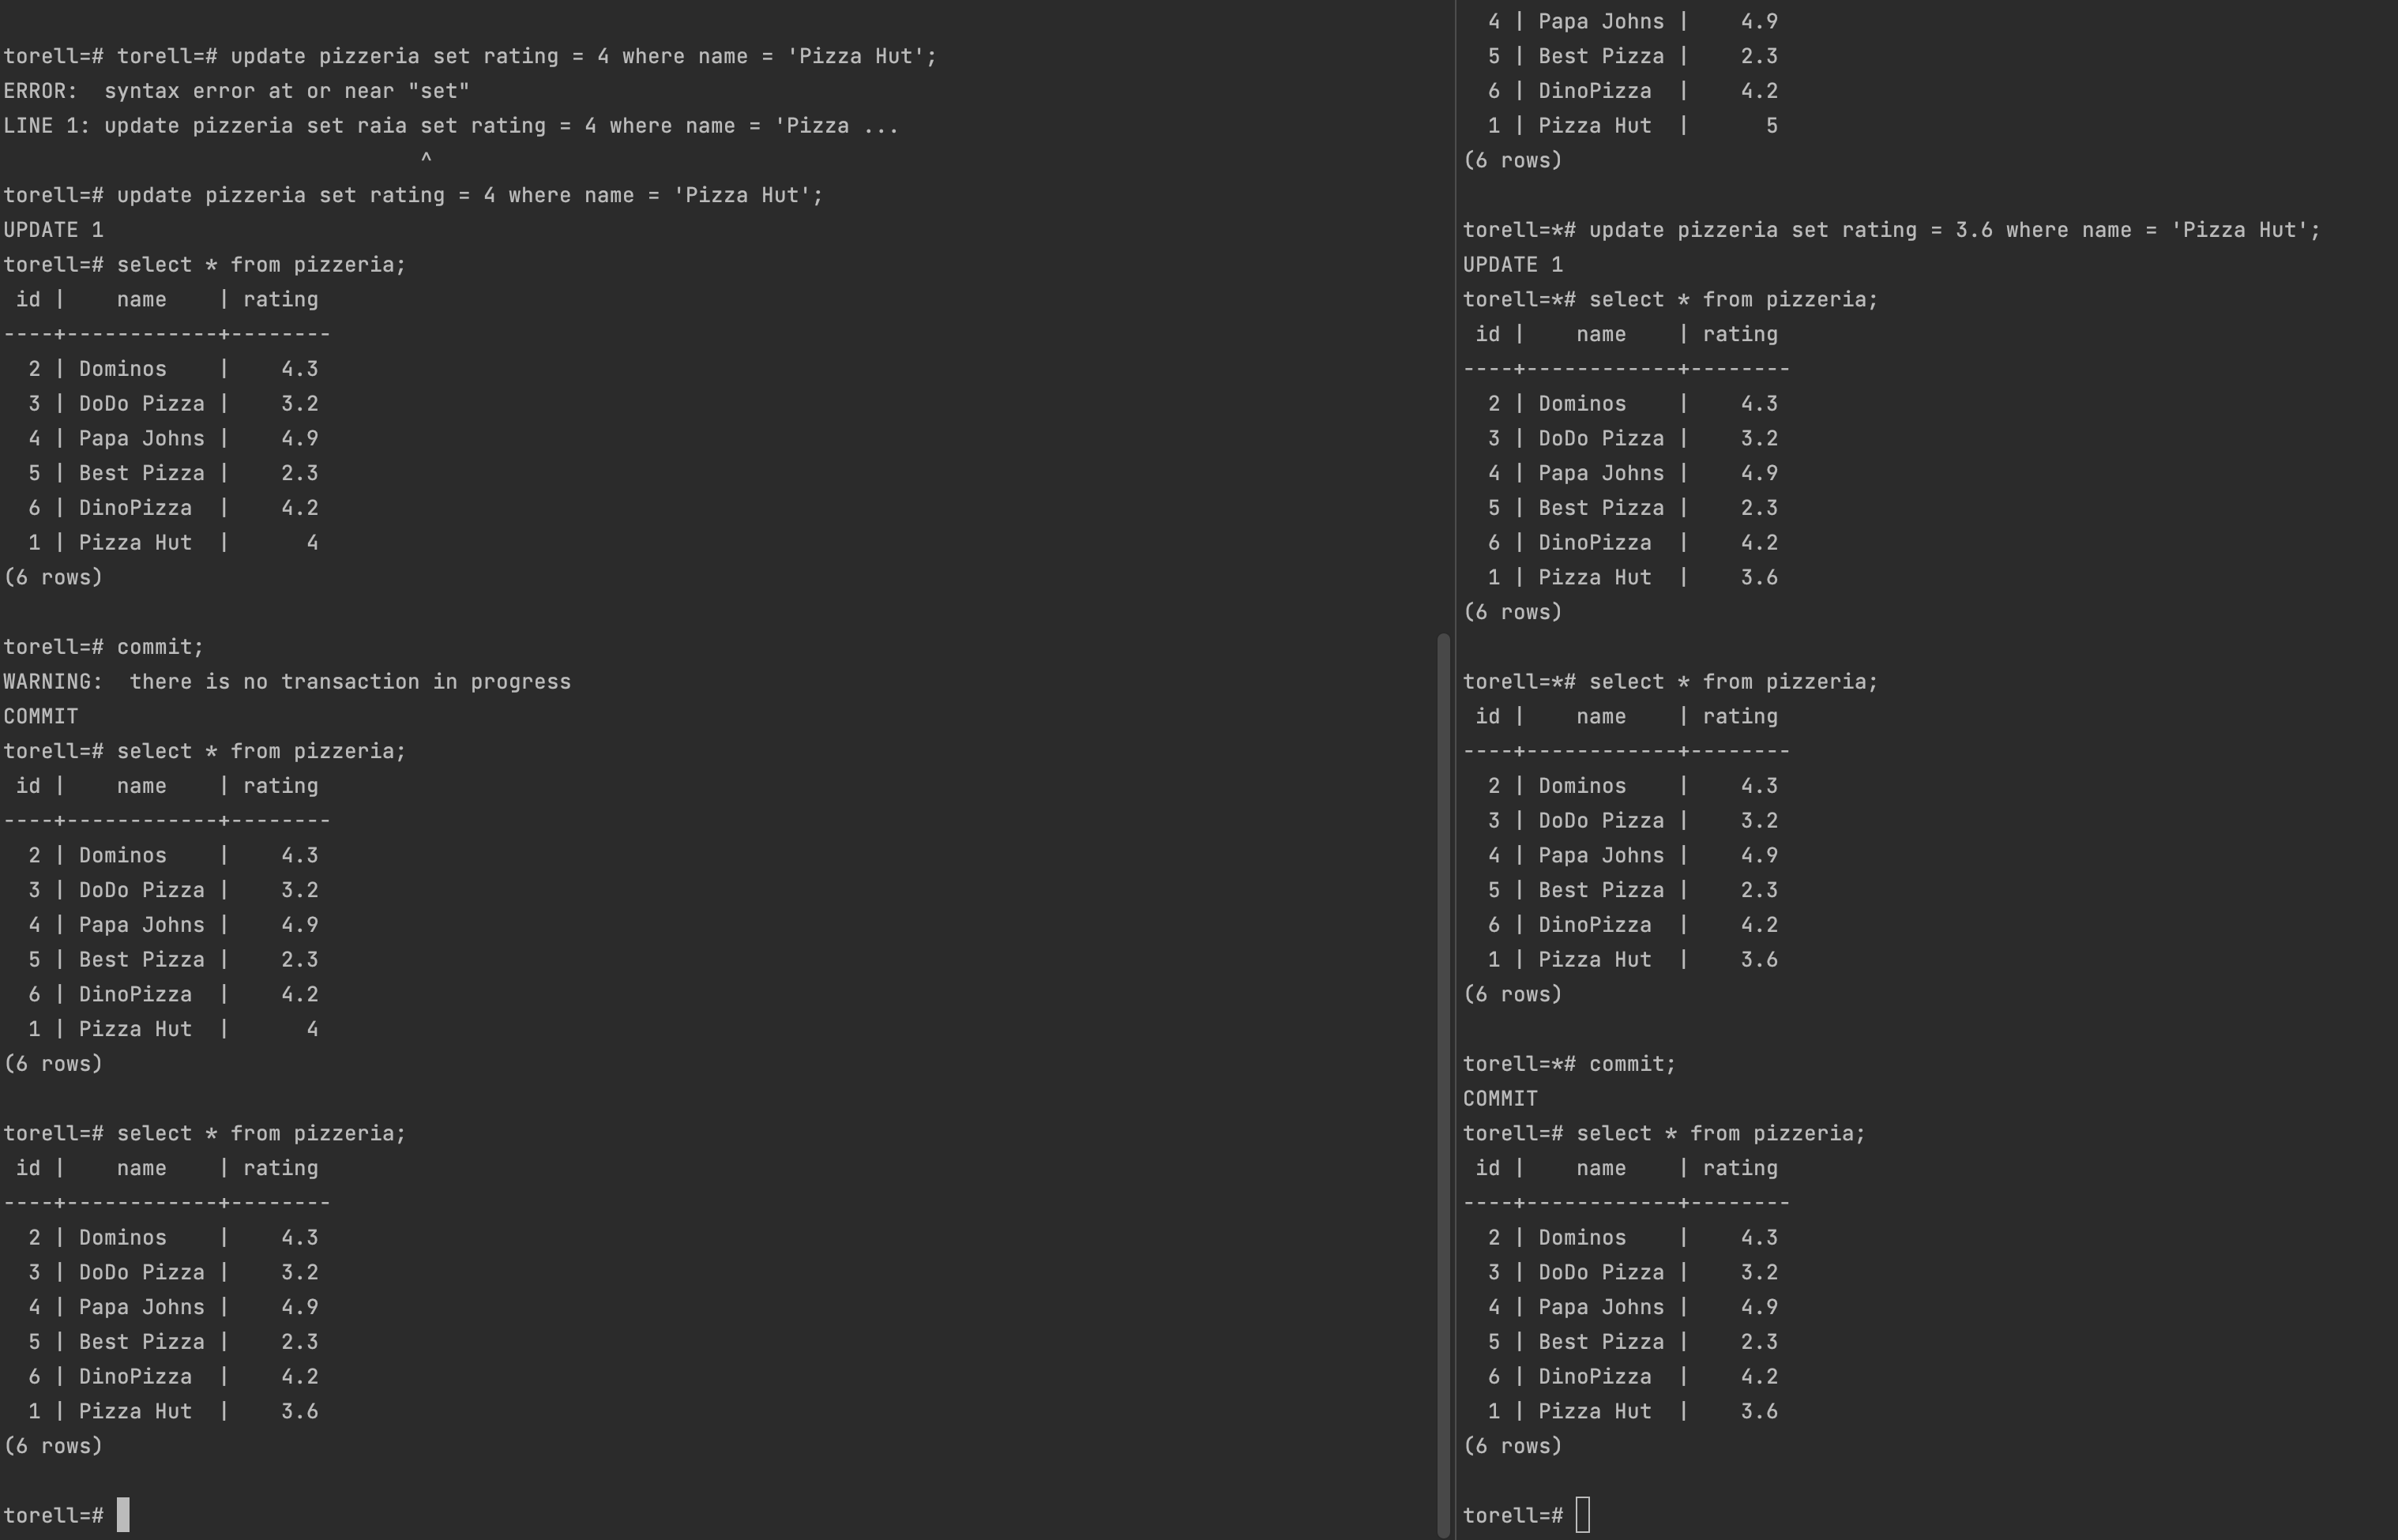 torell=# torell=# update pizzeria set rating = 4 where name = 'Pizza Hut';
ERROR:  syntax error at or near "set"
LINE 1: update pizzeria set raia set rating = 4 where name = 'Pizza ...
                                 ^
torell=# update pizzeria set rating = 4 where name = 'Pizza Hut';
UPDATE 1
torell=# select * from pizzeria;
 id |    name    | rating
----+------------+--------
  2 | Dominos    |    4.3
  3 | DoDo Pizza |    3.2
  4 | Papa Johns |    4.9
  5 | Best Pizza |    2.3
  6 | DinoPizza  |    4.2
  1 | Pizza Hut  |      4
(6 rows)

torell=# commit;
WARNING:  there is no transaction in progress
COMMIT
torell=# select * from pizzeria;
 id |    name    | rating
----+------------+--------
  2 | Dominos    |    4.3
  3 | DoDo Pizza |    3.2
  4 | Papa Johns |    4.9
  5 | Best Pizza |    2.3
  6 | DinoPizza  |    4.2
  1 | Pizza Hut  |      4
(6 rows)

torell=# select * from pizzeria;
 id |    name    | rating
----+------------+--------
  2 | Dominos    |    4.3
  3 | DoDo Pizza |    3.2
  4 | Papa Johns |    4.9
  5 | Best Pizza |    2.3
  6 | DinoPizza  |    4.2
  1 | Pizza Hut  |    3.6
(6 rows)

torell=#
  4 | Papa Johns |    4.9
  5 | Best Pizza |    2.3
  6 | DinoPizza  |    4.2
  1 | Pizza Hut  |      5
(6 rows)

torell=*# update pizzeria set rating = 3.6 where name = 'Pizza Hut';
UPDATE 1
torell=*# select * from pizzeria;
 id |    name    | rating
----+------------+--------
  2 | Dominos    |    4.3
  3 | DoDo Pizza |    3.2
  4 | Papa Johns |    4.9
  5 | Best Pizza |    2.3
  6 | DinoPizza  |    4.2
  1 | Pizza Hut  |    3.6
(6 rows)

torell=*# select * from pizzeria;
 id |    name    | rating
----+------------+--------
  2 | Dominos    |    4.3
  3 | DoDo Pizza |    3.2
  4 | Papa Johns |    4.9
  5 | Best Pizza |    2.3
  6 | DinoPizza  |    4.2
  1 | Pizza Hut  |    3.6
(6 rows)

torell=*# commit;
COMMIT
torell=# select * from pizzeria;
 id |    name    | rating
----+------------+--------
  2 | Dominos    |    4.3
  3 | DoDo Pizza |    3.2
  4 | Papa Johns |    4.9
  5 | Best Pizza |    2.3
  6 | DinoPizza  |    4.2
  1 | Pizza Hut  |    3.6
(6 rows)

torell=#